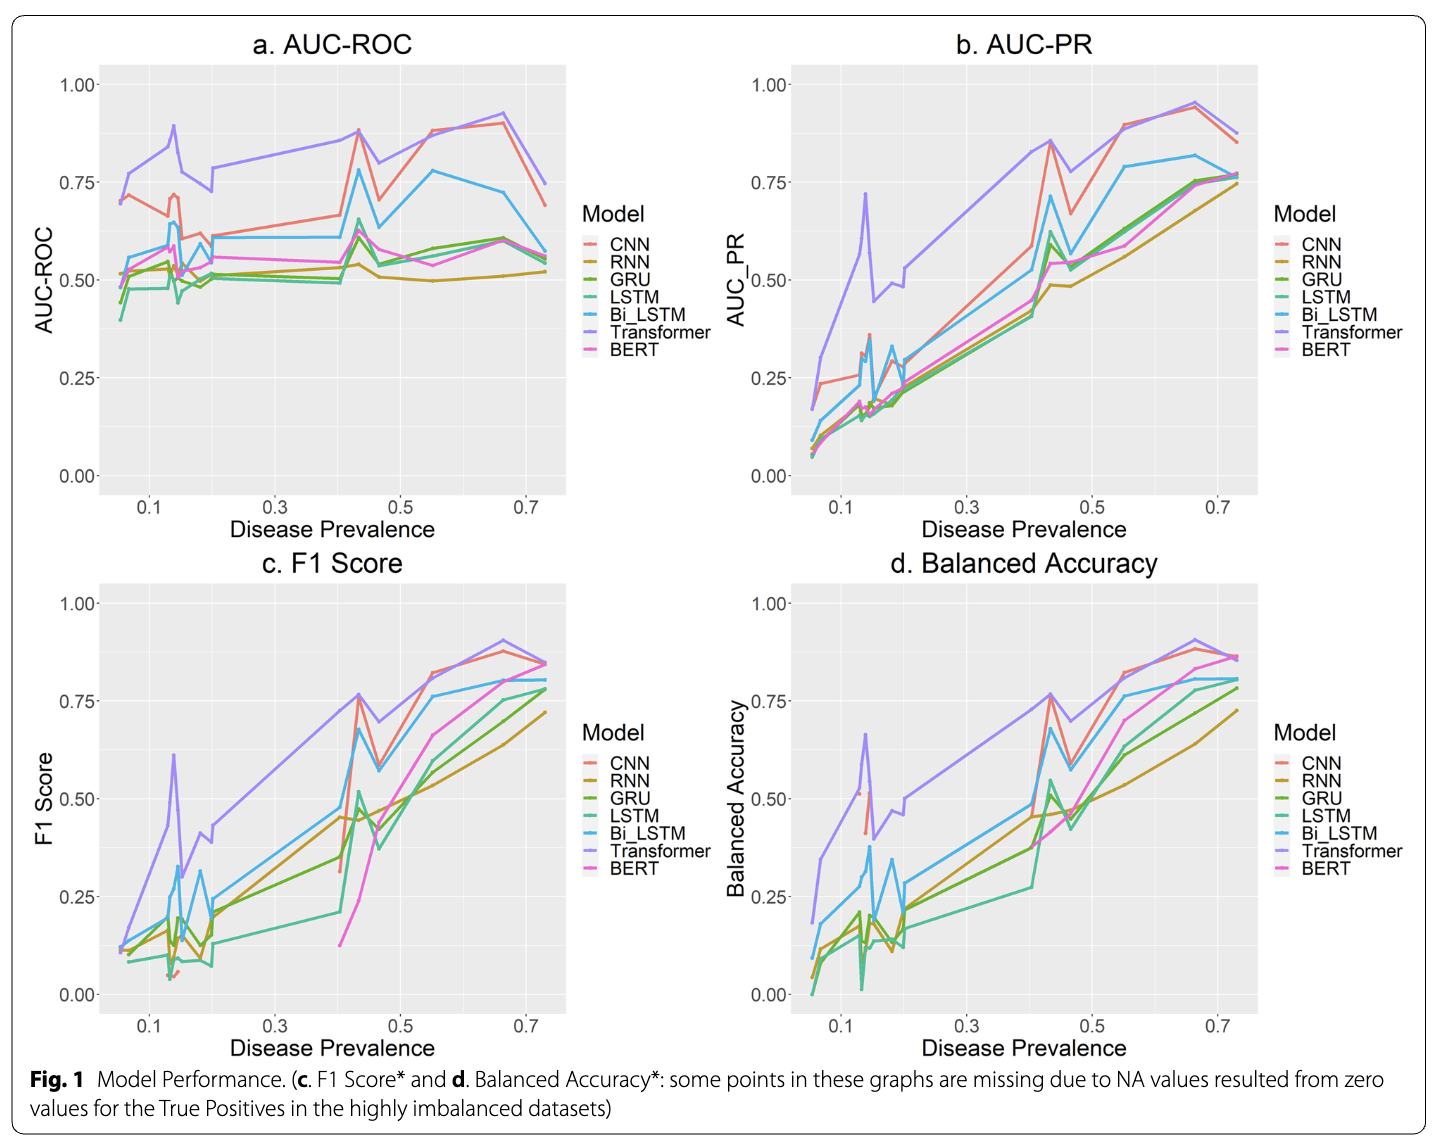 a. AUC-ROC
1.00
0.75
0.50
0.25
0.00
AUC-ROC
0.1 0.3 0.5 0.7
Disease Prevalence
Model
CNN
RNN
GRU
LSTM
Bi_LSTM
Transformer
BERT
b. AUC-PR
1.00
0.75
0.50
0.25
0.00
AUC_PR
0.1 0.3 0.5 0.7
Disease Prevalence
Model
CNN
RNN
GRU
LSTM
Bi_LSTM
Transformer
BERT
c. F1 Score
1.00
0.75
0.50
0.25
0.00
F1 Score
0.1 0.3 0.5 0.7
Disease Prevalence
Model
CNN
RNN
GRU
LSTM
Bi_LSTM
Transformer
BERT
d. Balanced Accuracy
1.00
0.75
0.50
0.25
0.00
Balanced Accuracy
0.1 0.3 0.5 0.7
Disease Prevalence
Model
CNN
RNN
GRU
LSTM
Bi_LSTM
Transformer
BERT
Fig. 1 Model Performance. (c. F1 Score* and d. Balanced Accuracy*: some points in these graphs are missing due to NA values resulted from zero
values for the True Positives in the highly imbalanced datasets)